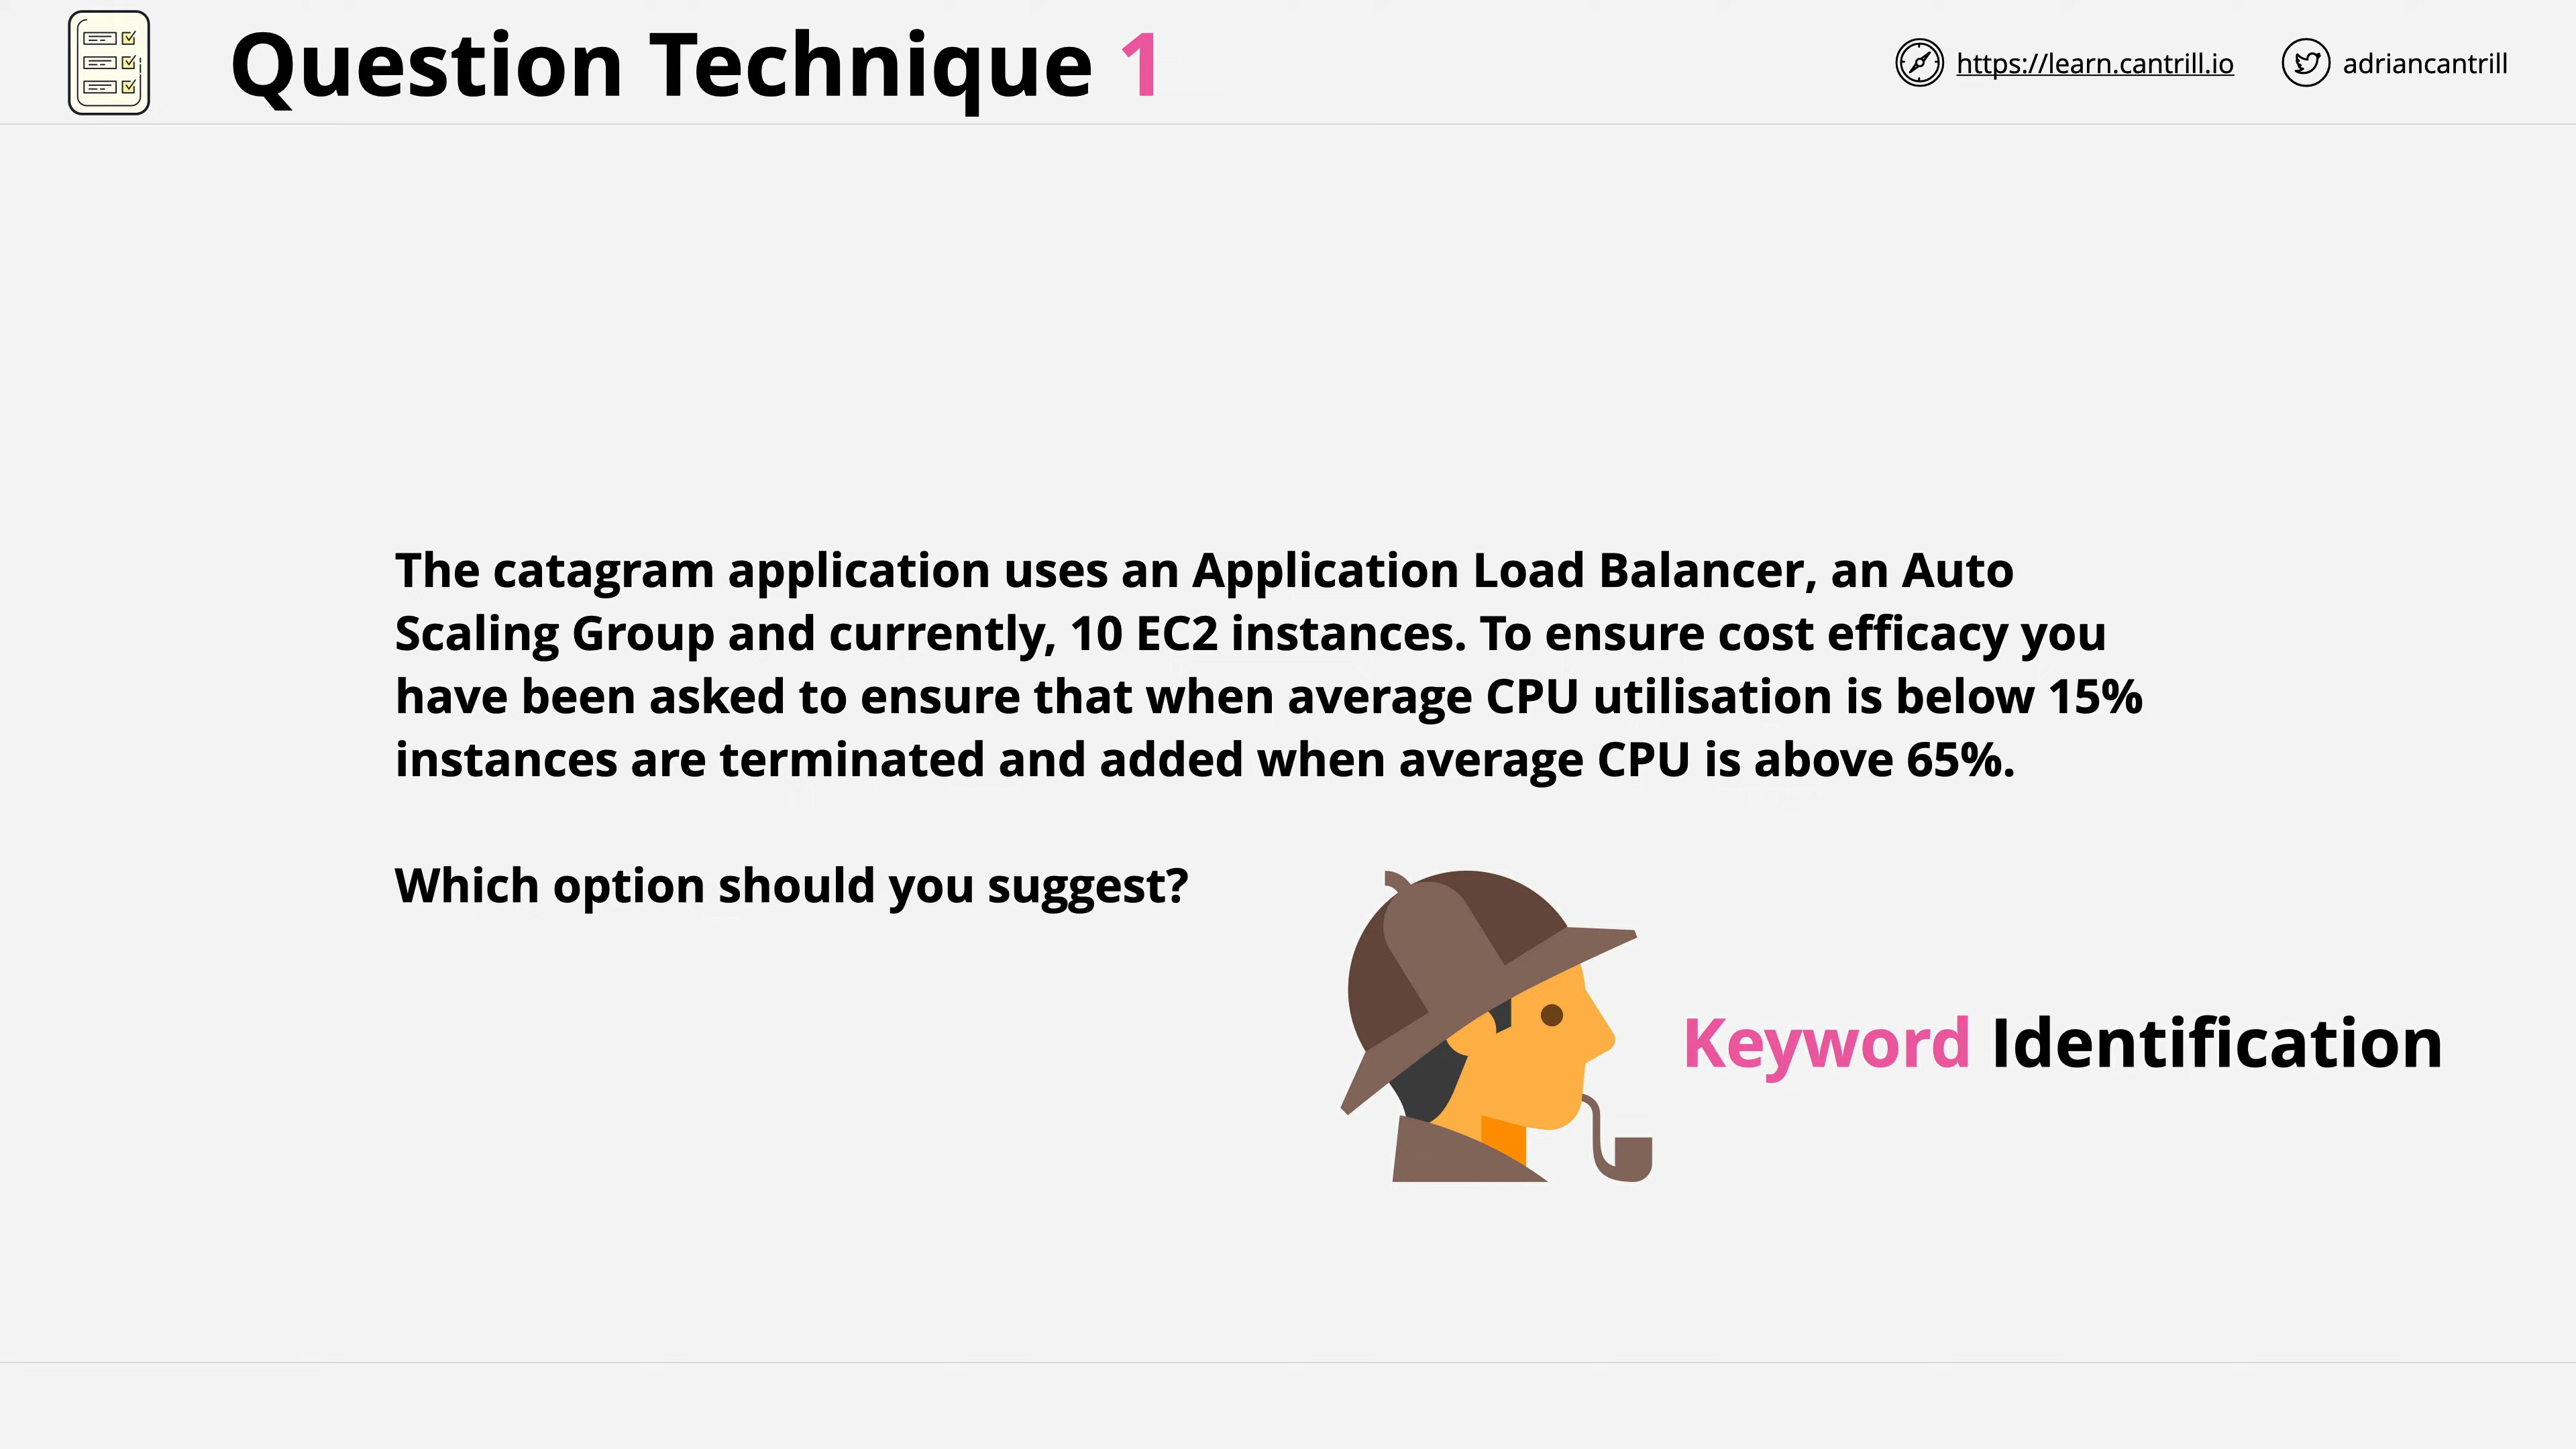 Question Technique 1
https://learn.cantrill.io
adriancantrill
The catagram application uses an Application Load Balancer, an Auto
Scaling Group and currently, 10 EC2 instances. To ensure cost efficacy you
have been asked to ensure that when average CPU utilisation is below 15%
instances are terminated and added when average CPU is above 65%.
Which option should you suggest?
Keyword Identification